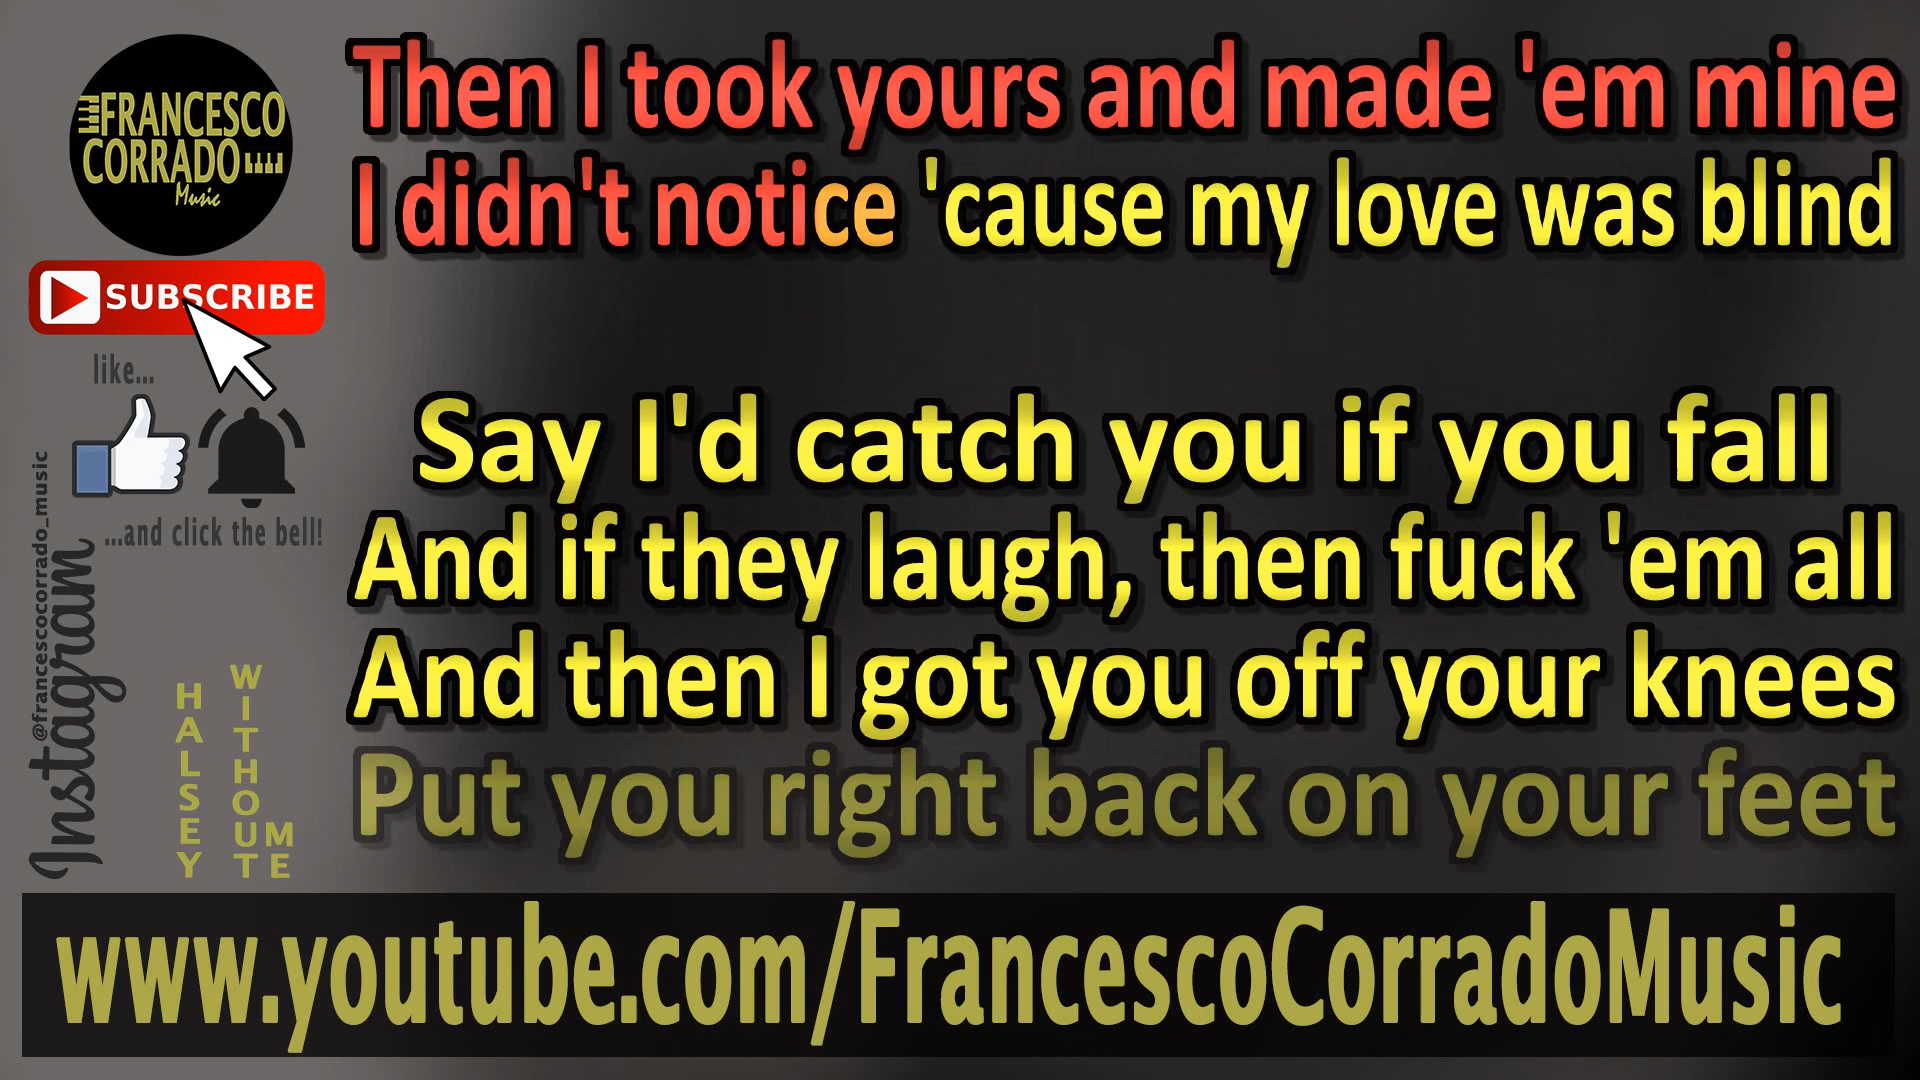 FRANCESCO
CORRADO
Music
SUBSCRIBE
like...
...and click the bell!
@francescocorrado_music
Instagram
HALSEY
WITHOUT
ME
Then I took yours and made 'em mine
I didn't notice 'cause my love was blind
Say I'd catch you if you fall
And if they laugh, then fuck 'em all
And then I got you off your knees
Put you right back on your feet
www.youtube.com/FrancescoCorradoMusic